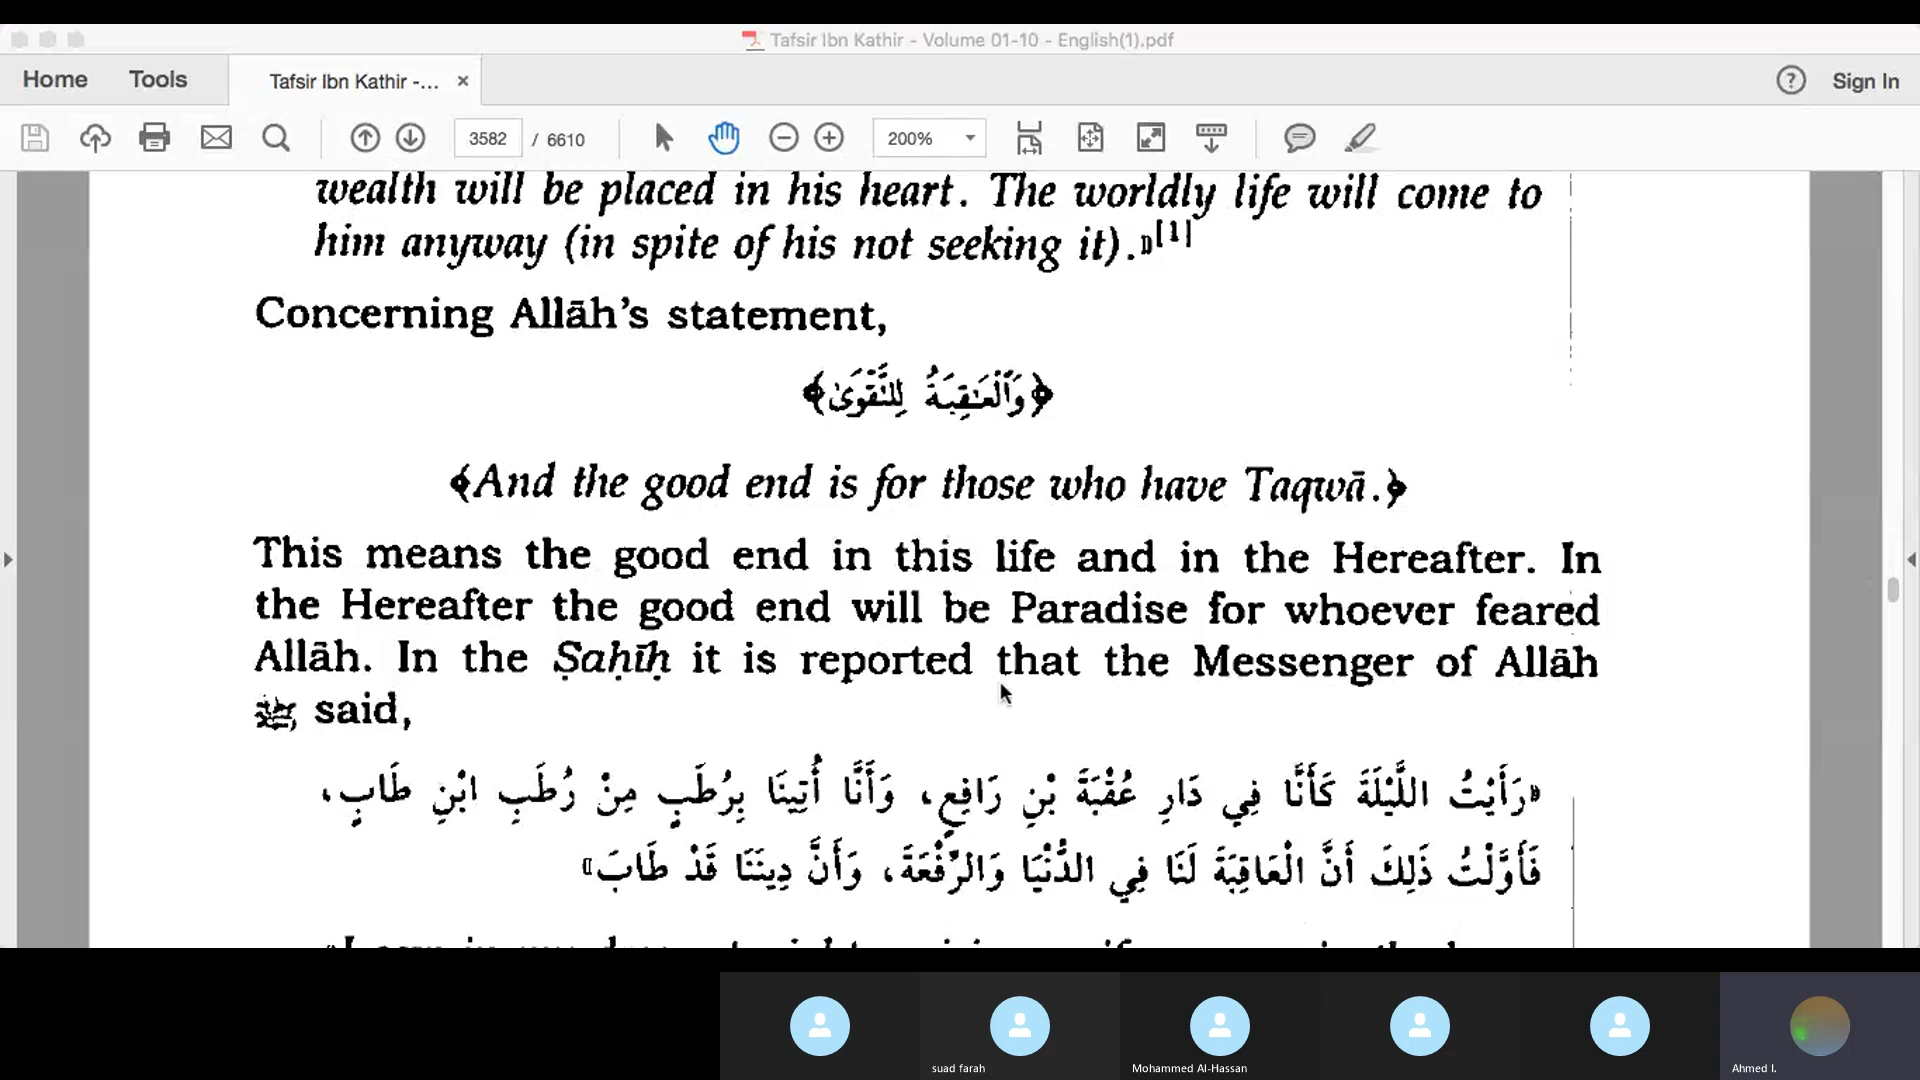 Tafsir Ibn Kathir - Volume 01-10 - English(1).pdf
Home Tools Tafsir Ibn Kathir -... × ? Sign In
3582 / 6610 200%
wealth will be placed in his heart. The worldly life will come to
him anyway (in spite of his not seeking it).»[1]
Concerning Allāh's statement,
﴿وَٱلْعَـٰقِبَةُ لِلتَّقْوَىٰ﴾
﴾And the good end is for those who have Taqwā.﴿
This means the good end in this life and in the Hereafter. In
the Hereafter the good end will be Paradise for whoever feared
Allāh. In the Ṣaḥīḥ it is reported that the Messenger of Allāh
ﷺ said,
«رَأَيْتُ اللَّيْلَةَ كَأَنَّا فِي دَارِ عُقْبَةَ بْنِ رَافِعٍ، وَأَنَّا أُتِينَا بِرُطَبٍ مِنْ رُطَبِ ابْنِ طَابٍ،
فَأَوَّلْتُ ذَلِكَ أَنَّ الْعَاقِبَةَ لَنَا فِي الدُّنْيَا وَالرِّفْعَةَ، وَأَنَّ دِينَنَا قَدْ طَابَ»
suad farah
Mohammed Al-Hassan
Ahmed I.